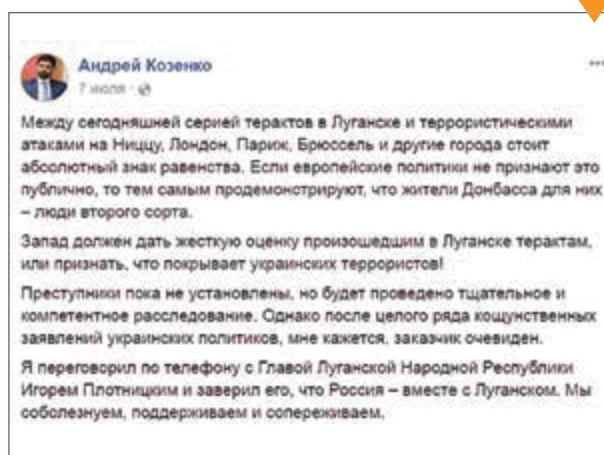 Андрей Козенко
7 июля
Между сегодняшней серией терактов в Луганске и террористическими
атаками на Ниццу, Лондон, Париж, Брюссель и другие города стоит
абсолютный знак равенства. Если европейские политики не признают это
публично, то тем самым продемонстрируют, что жители Донбасса для них
– люди второго сорта.
Запад должен дать жесткую оценку произошедшим в Луганске терактам,
или признать, что покрывает украинских террористов!
Преступники пока не установлены, но будет проведено тщательное и
компетентное расследование. Однако после целого ряда кощунственных
заявлений украинских политиков, мне кажется, заказчик очевиден.
Я переговорил по телефону с Главой Луганской Народной Республики
Игорем Плотницким и заверил его, что Россия – вместе с Луганском. Мы
соболезнуем, поддерживаем и сопереживаем.